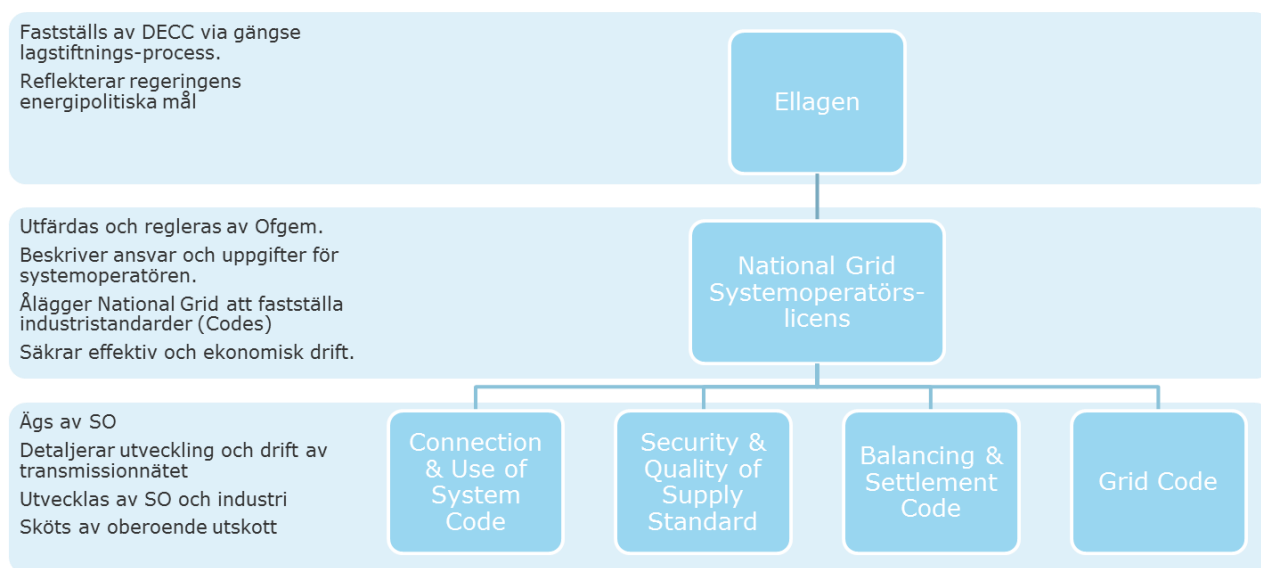 Fastställs av DECC via gängse
lagstiftnings-process.
Reflekterar regeringens
energipolitiska mål
Ellagen
Utfärdas och regleras av Ofgem.
Beskriver ansvar och uppgifter för
systemoperatören.
Ålägger National Grid att fastställa
industristandarder (Codes)
Säkrar effektiv och ekonomisk drift.
National Grid
Systemoperatörs-
licens
Ägs av SO
Detaljerar utveckling och drift av
transmissionnätet
Utvecklas av SO och industri
Sköts av oberoende utskott
Connection
& Use of
System
Code
Security &
Quality of
Supply
Standard
Balancing &
Settlement
Code
Grid Code